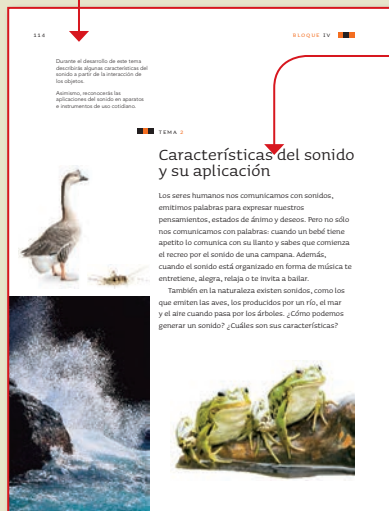 114
BLOQUE IV
Durante el desarrollo de este tema
describirás algunas características del
sonido a partir de la interacción de
los objetos.
Asimismo, reconocerás las
aplicaciones del sonido en aparatos
e instrumentos de uso cotidiano.
TEMA 2
Características del sonido
y su aplicación
Los seres humanos nos comunicamos con sonidos,
emitimos palabras para expresar nuestros
pensamientos, estados de ánimo y deseos. Pero no sólo
nos comunicamos con palabras: cuando un bebé tiene
apetito lo comunica con su llanto y sabes que comienza
el recreo por el sonido de una campana. Además,
cuando el sonido está organizado en forma de música te
entretiene, alegra, relaja o te invita a bailar.
También en la naturaleza existen sonidos, como los
que emiten las aves, los producidos por un río, el mar
y el aire cuando pasa por los árboles. ¿Cómo podemos
generar un sonido? ¿Cuáles son sus características?